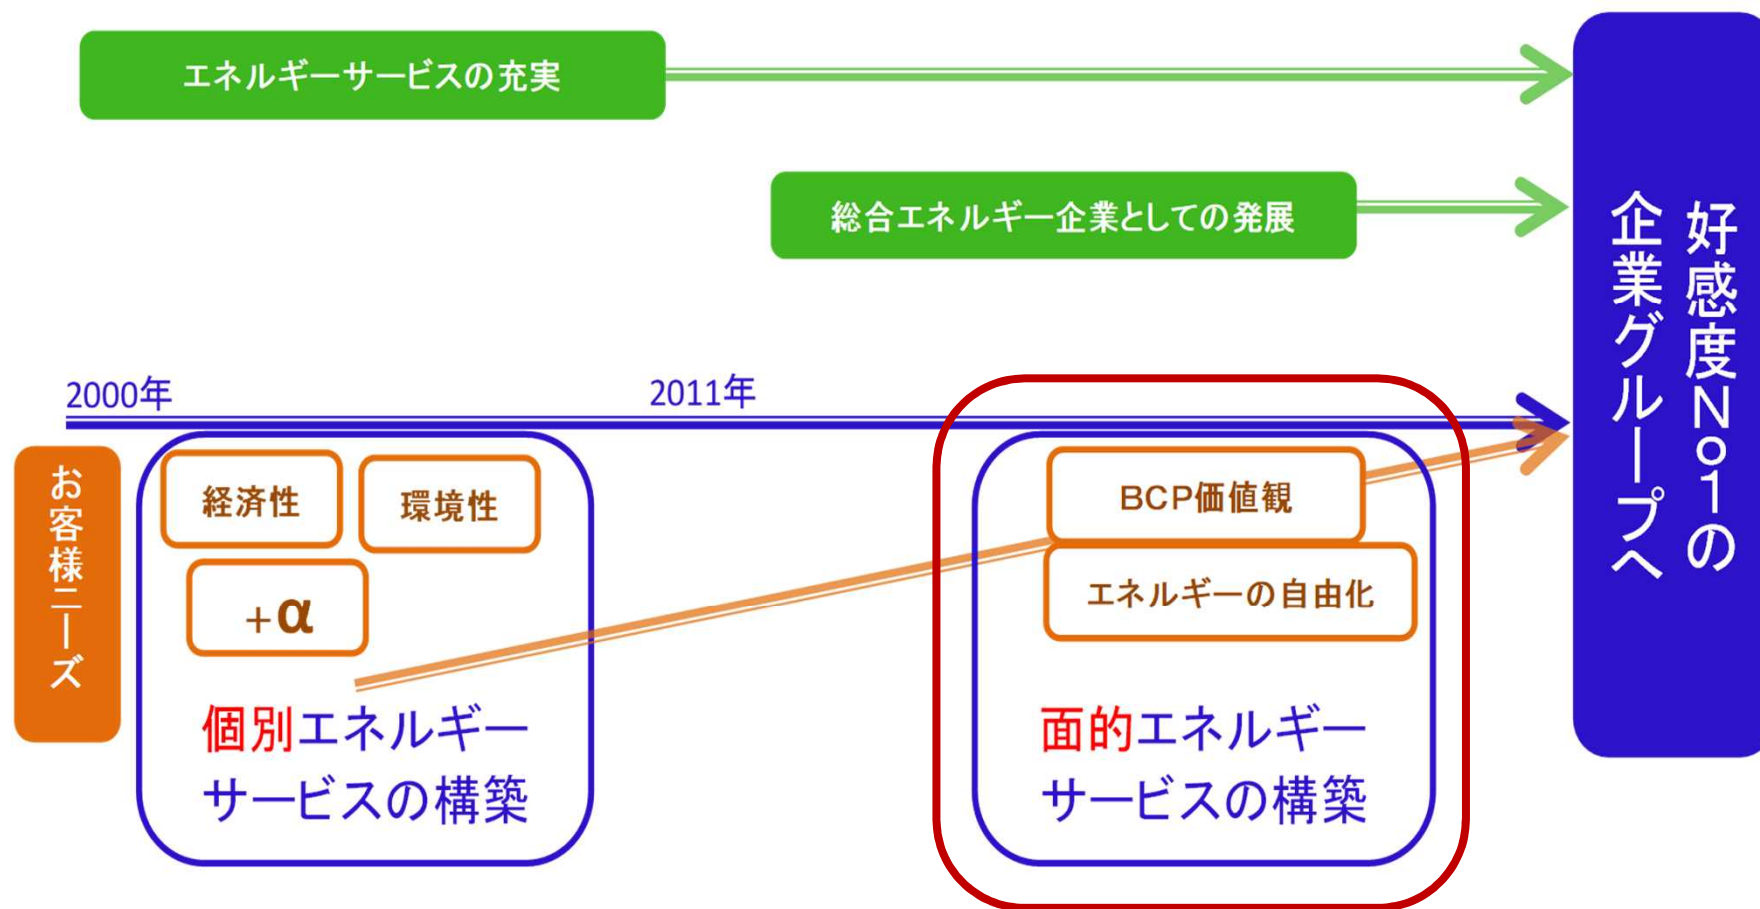 エネルギーサービスの充実
総合エネルギー企業としての発展
好感度No1の
企業グループへ
2000年
2011年
お客様ニーズ
経済性
環境性
+α
個別エネルギー
サービスの構築
BCP価値観
エネルギーの自由化
面的エネルギー
サービスの構築